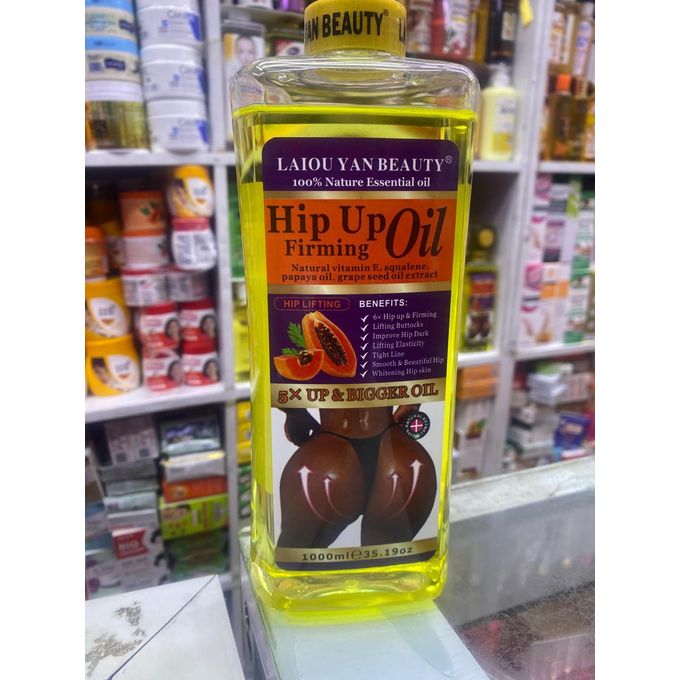 YAN BEAUTY®
LAIOU YAN BEAUTY®
100% Nature Essential oil
Hip Up
Firming
Oil
Natural vitamin E, squalene,
papaya oil, grape seed oil extract
HIP LIFTING
BENEFITS:
6× Hip up & Firming
Lifting Buttocks
Improve Hip Dark
Lifting Elasticity
Tight Line
Smooth & Beautiful Hip
Whitening Hip skin
5× UP & BIGGER OIL
1000ml℮35.19oz
BIG